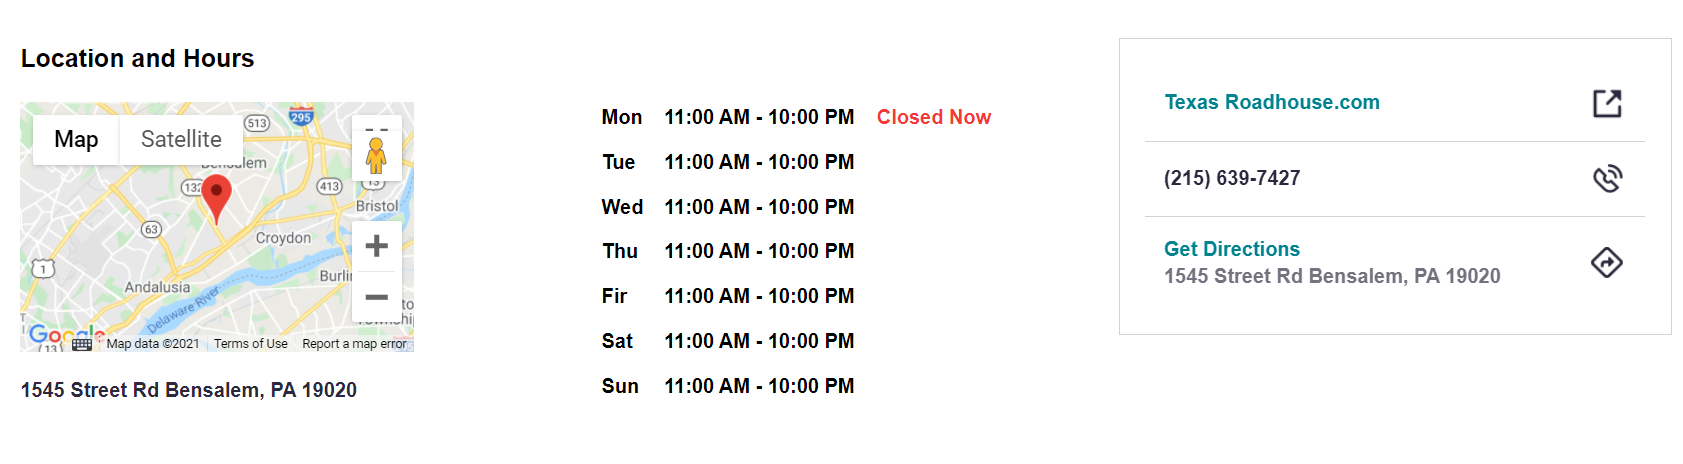 Location and Hours
Map Satellite
295
513
Bensalem
132
413
13
Bristol
63
Croydon
1
Andalusia
Delaware River
Google
13
Map data ©2021 Terms of Use Report a map error
1545 Street Rd Bensalem, PA 19020
Mon 11:00 AM - 10:00 PM Closed Now
Tue 11:00 AM - 10:00 PM
Wed 11:00 AM - 10:00 PM
Thu 11:00 AM - 10:00 PM
Fir 11:00 AM - 10:00 PM
Sat 11:00 AM - 10:00 PM
Sun 11:00 AM - 10:00 PM
Texas Roadhouse.com
(215) 639-7427
Get Directions
1545 Street Rd Bensalem, PA 19020